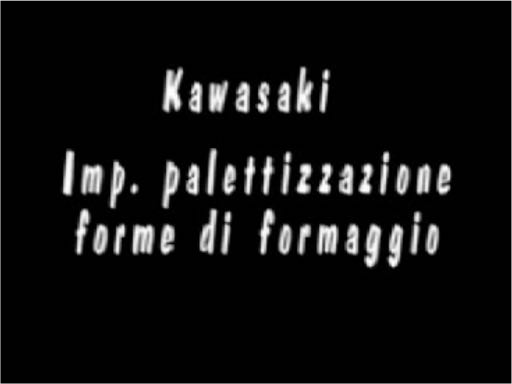 Kawasaki
Imp. palettizzazione
forme di formaggio